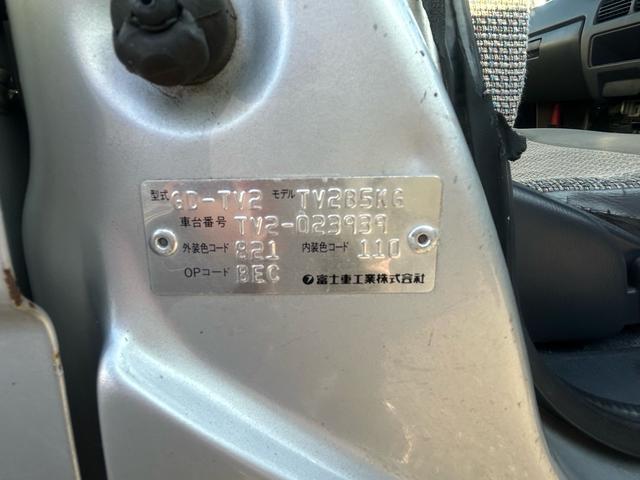 型式 GD-TV2 モデル TV2B5KG
車台番号 TV2-023939
外装色コード 821 内装色コード 110
OPコード BEC 富士重工業株式会社